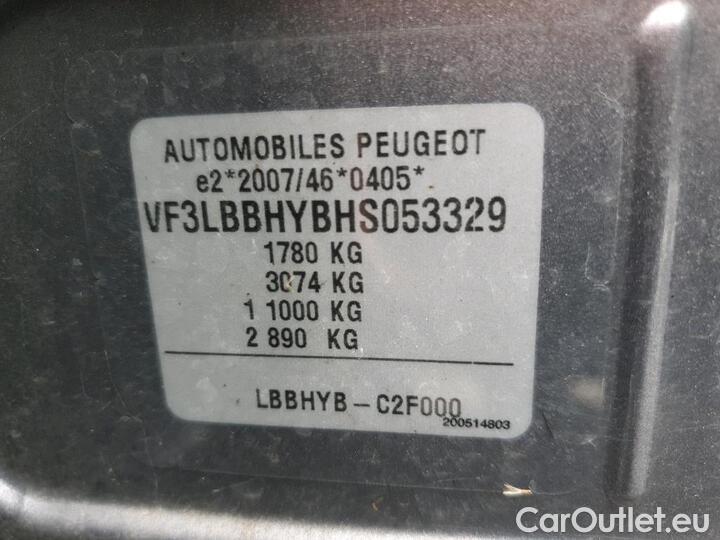 AUTOMOBILES PEUGEOT
e2*2007/46*0405*
VF3LBBHYBHS053329
1780 KG
3074 KG
1 1000 KG
2 890 KG
LBBHYB - C2F000
200514803
CarOutlet.eu